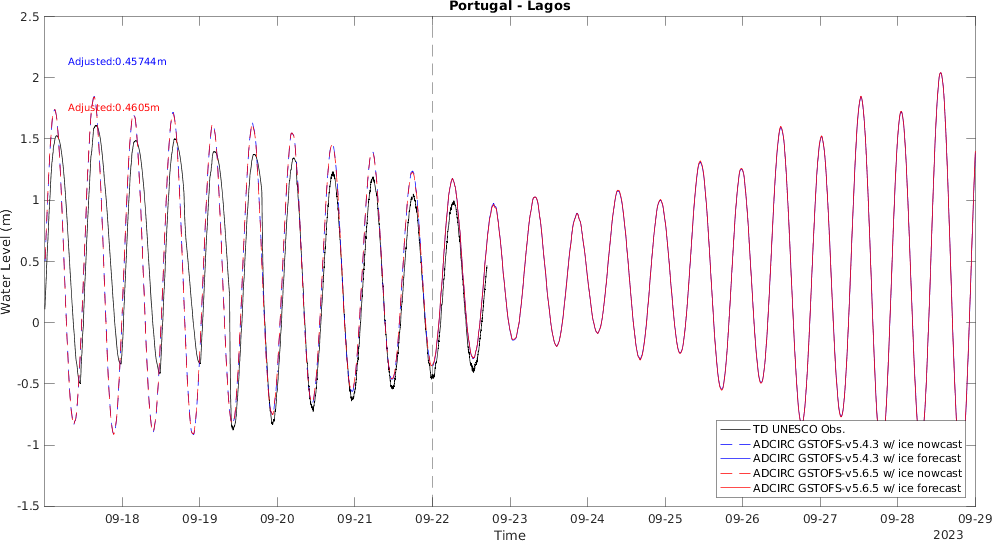 Portugal - Lagos
Adjusted:0.45744m
Adjusted:0.4605m
Water Level (m)
2.5
2
1.5
1
0.5
0
-0.5
-1
-1.5
TD UNESCO Obs.
ADCIRC GSTOFS-v5.4.3 w/ ice nowcast
ADCIRC GSTOFS-v5.4.3 w/ ice forecast
ADCIRC GSTOFS-v5.6.5 w/ ice nowcast
ADCIRC GSTOFS-v5.6.5 w/ ice forecast
09-18 09-19 09-20 09-21 09-22 09-23 09-24 09-25 09-26 09-27 09-28 09-29
Time
2023